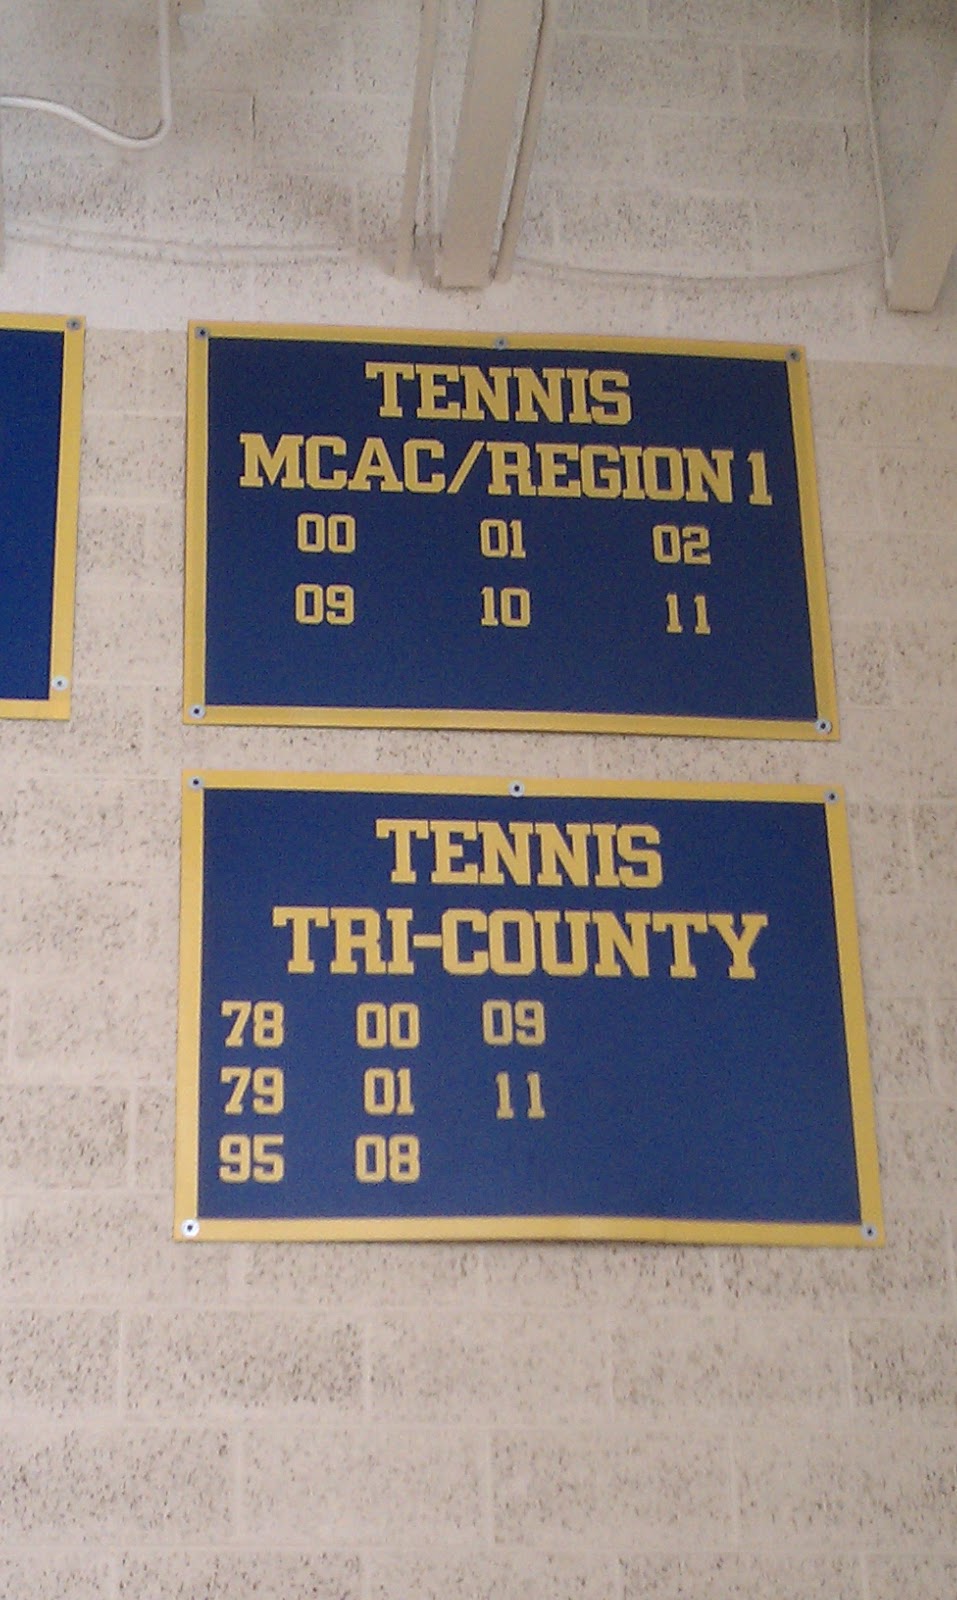 TENNIS
MCAC/REGION 1
00 01 02
09 10 11
TENNIS
TRI-COUNTY
78 00 09
79 01 11
95 08